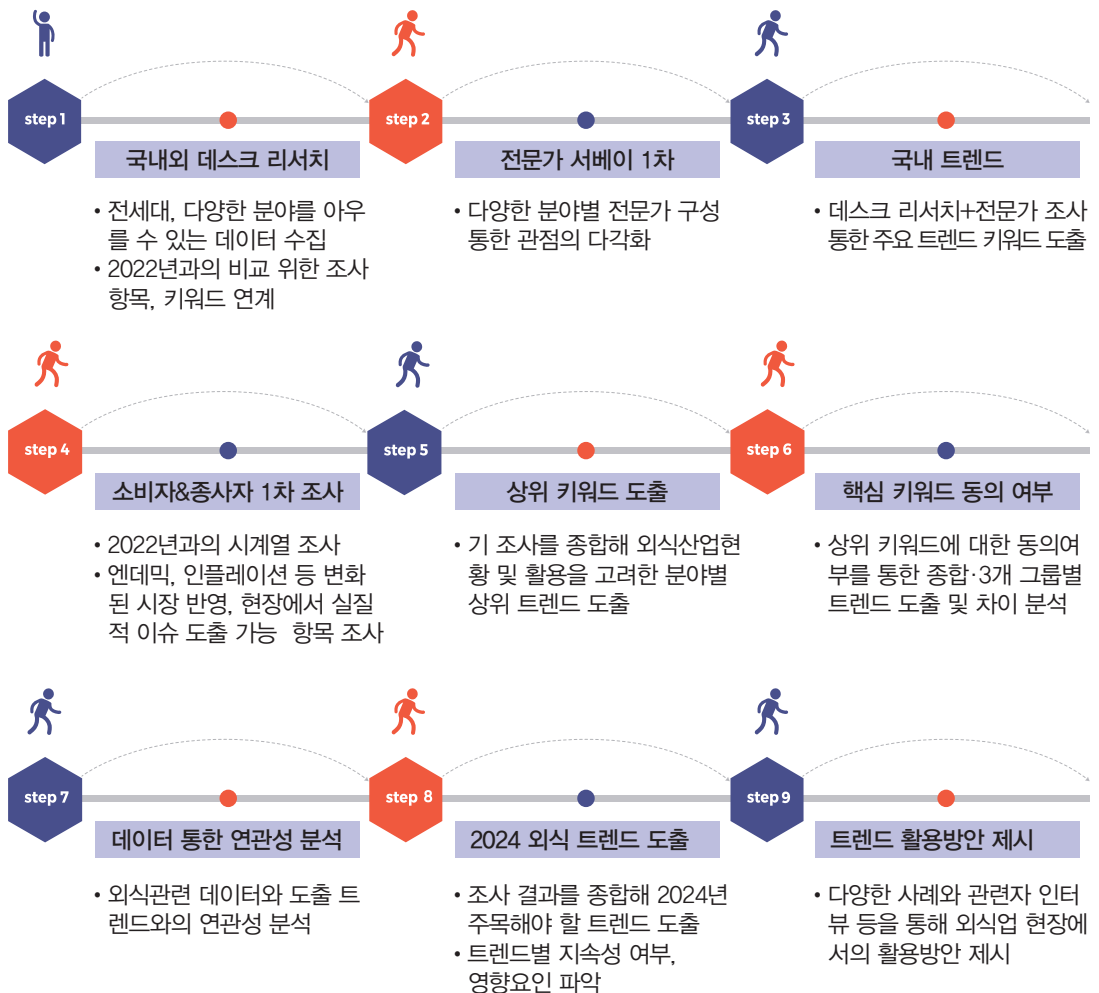 step 1
국내외 데스크 리서치
• 전세대, 다양한 분야를 아우
를 수 있는 데이터 수집
• 2022년과의 비교 위한 조사
항목, 키워드 연계
step 2
전문가 서베이 1차
• 다양한 분야별 전문가 구성
통한 관점의 다각화
step 3
국내 트렌드
• 데스크 리서치+전문가 조사
통한 주요 트렌드 키워드 도출
step 4
소비자&종사자 1차 조사
• 2022년과의 시계열 조사
• 엔데믹, 인플레이션 등 변화
된 시장 반영, 현장에서 실질
적 이슈 도출 가능 항목 조사
step 5
상위 키워드 도출
• 기 조사를 종합해 외식산업현
황 및 활용을 고려한 분야별
상위 트렌드 도출
step 6
핵심 키워드 동의 여부
• 상위 키워드에 대한 동의여
부를 통한 종합·3개 그룹별
트렌드 도출 및 차이 분석
step 7
데이터 통한 연관성 분석
• 외식관련 데이터와 도출 트
렌드와의 연관성 분석
step 8
2024 외식 트렌드 도출
• 조사 결과를 종합해 2024년
주목해야 할 트렌드 도출
• 트렌드별 지속성 여부,
영향요인 파악
step 9
트렌드 활용방안 제시
• 다양한 사례와 관련자 인터
뷰 등을 통해 외식업 현장에
서의 활용방안 제시